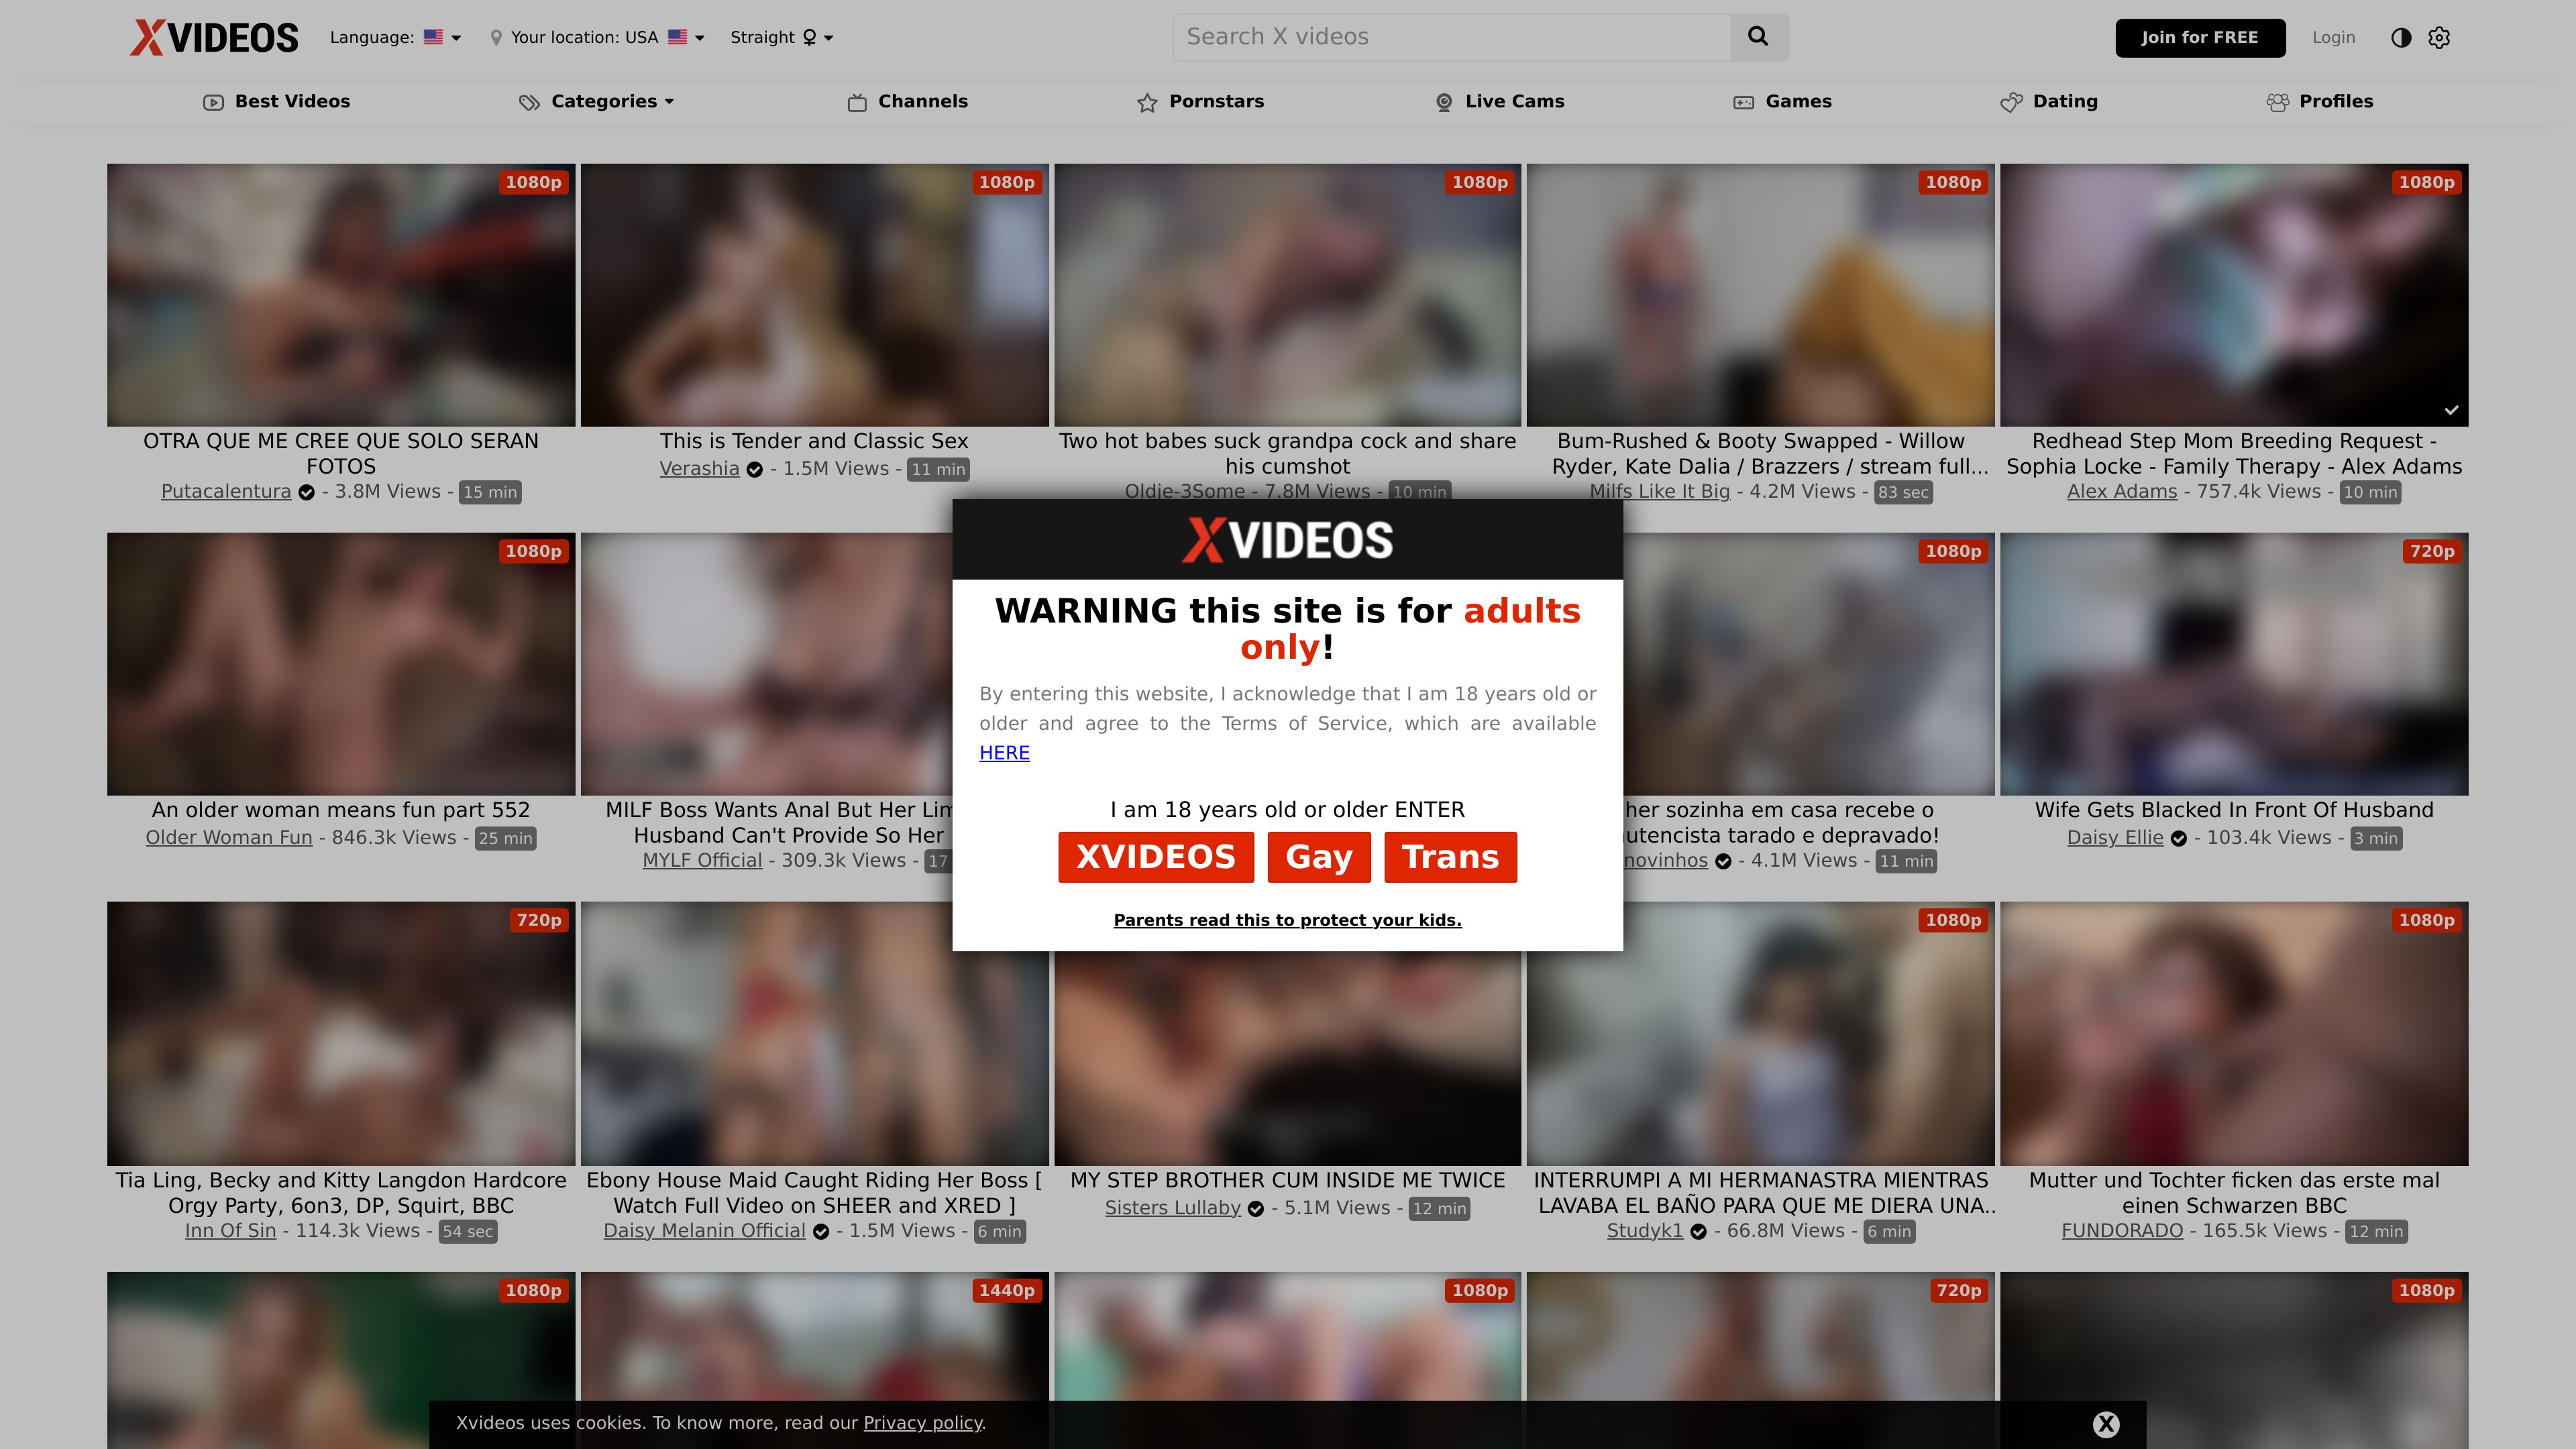 XVIDEOS
Language:
Your location: USA
Straight
Search X videos
Join for FREE
Login
Best Videos
Categories
Channels
Pornstars
Live Cams
Games
Dating
Profiles
1080p
1080p
1080p
1080p
1080p
OTRA QUE ME CREE QUE SOLO SERAN
FOTOS
Putacalentura - 3.8M Views - 15 min
This is Tender and Classic Sex
Verashia - 1.5M Views - 11 min
Two hot babes suck grandpa cock and share
his cumshot
Oldje-3Some - 7.8M Views - 10 min
Bum-Rushed & Booty Swapped - Willow
Ryder, Kate Dalia / Brazzers / stream full...
Milfs Like It Big - 4.2M Views - 83 sec
Redhead Step Mom Breeding Request -
Sophia Locke - Family Therapy - Alex Adams
Alex Adams - 757.4k Views - 10 min
XVIDEOS
WARNING this site is for adults
only!
By entering this website, I acknowledge that I am 18 years old or
older and agree to the Terms of Service, which are available
HERE
I am 18 years old or older ENTER
XVIDEOS
Gay
Trans
Parents read this to protect your kids.
1080p
1080p
720p
An older woman means fun part 552
Older Woman Fun - 846.3k Views - 25 min
MILF Boss Wants Anal But Her
Husband Can't Provide So Her
MYLF Official - 309.3k Views - 17
sozinha em casa recebe o
tarado e depravado!
novinhos - 4.1M Views - 11 min
Wife Gets Blacked In Front Of Husband
Daisy Ellie - 103.4k Views - 3 min
720p
1080p
1080p
Tia Ling, Becky and Kitty Langdon Hardcore
Orgy Party, 6on3, DP, Squirt, BBC
Inn Of Sin - 114.3k Views - 54 sec
Ebony House Maid Caught Riding Her Boss [
Watch Full Video on SHEER and XRED ]
Daisy Melanin Official - 1.5M Views - 6 min
MY STEP BROTHER CUM INSIDE ME TWICE
Sisters Lullaby - 5.1M Views - 12 min
INTERRUMPI A MI HERMANASTRA MIENTRAS
LAVABA EL BAÑO PARA QUE ME DIERA UNA..
Studyk1 - 66.8M Views - 6 min
Mutter und Tochter ficken das erste mal
einen Schwarzen BBC
FUNDORADO - 165.5k Views - 12 min
1080p
1440p
1080p
720p
1080p
Xvideos uses cookies. To know more, read our Privacy policy.
X